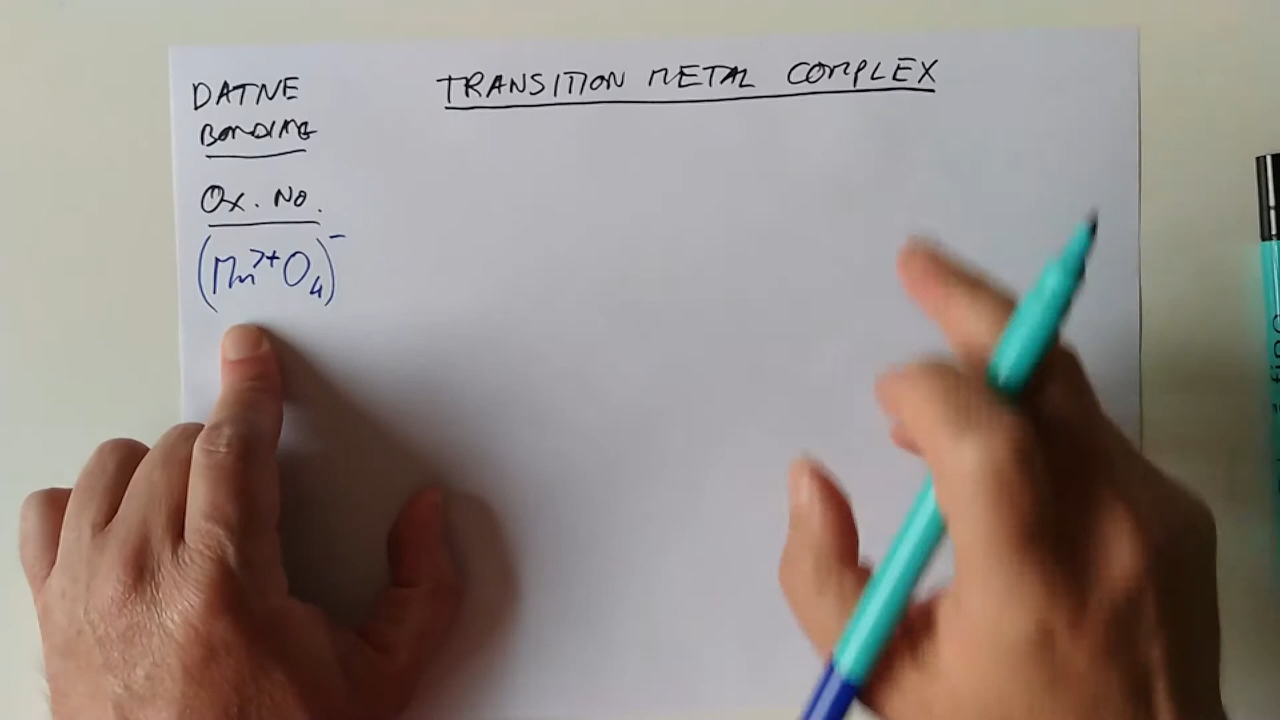 TRANSITION METAL COMPLEX
DATIVE
BONDING
Ox. No.
(Mn⁷⁺O₄)⁻